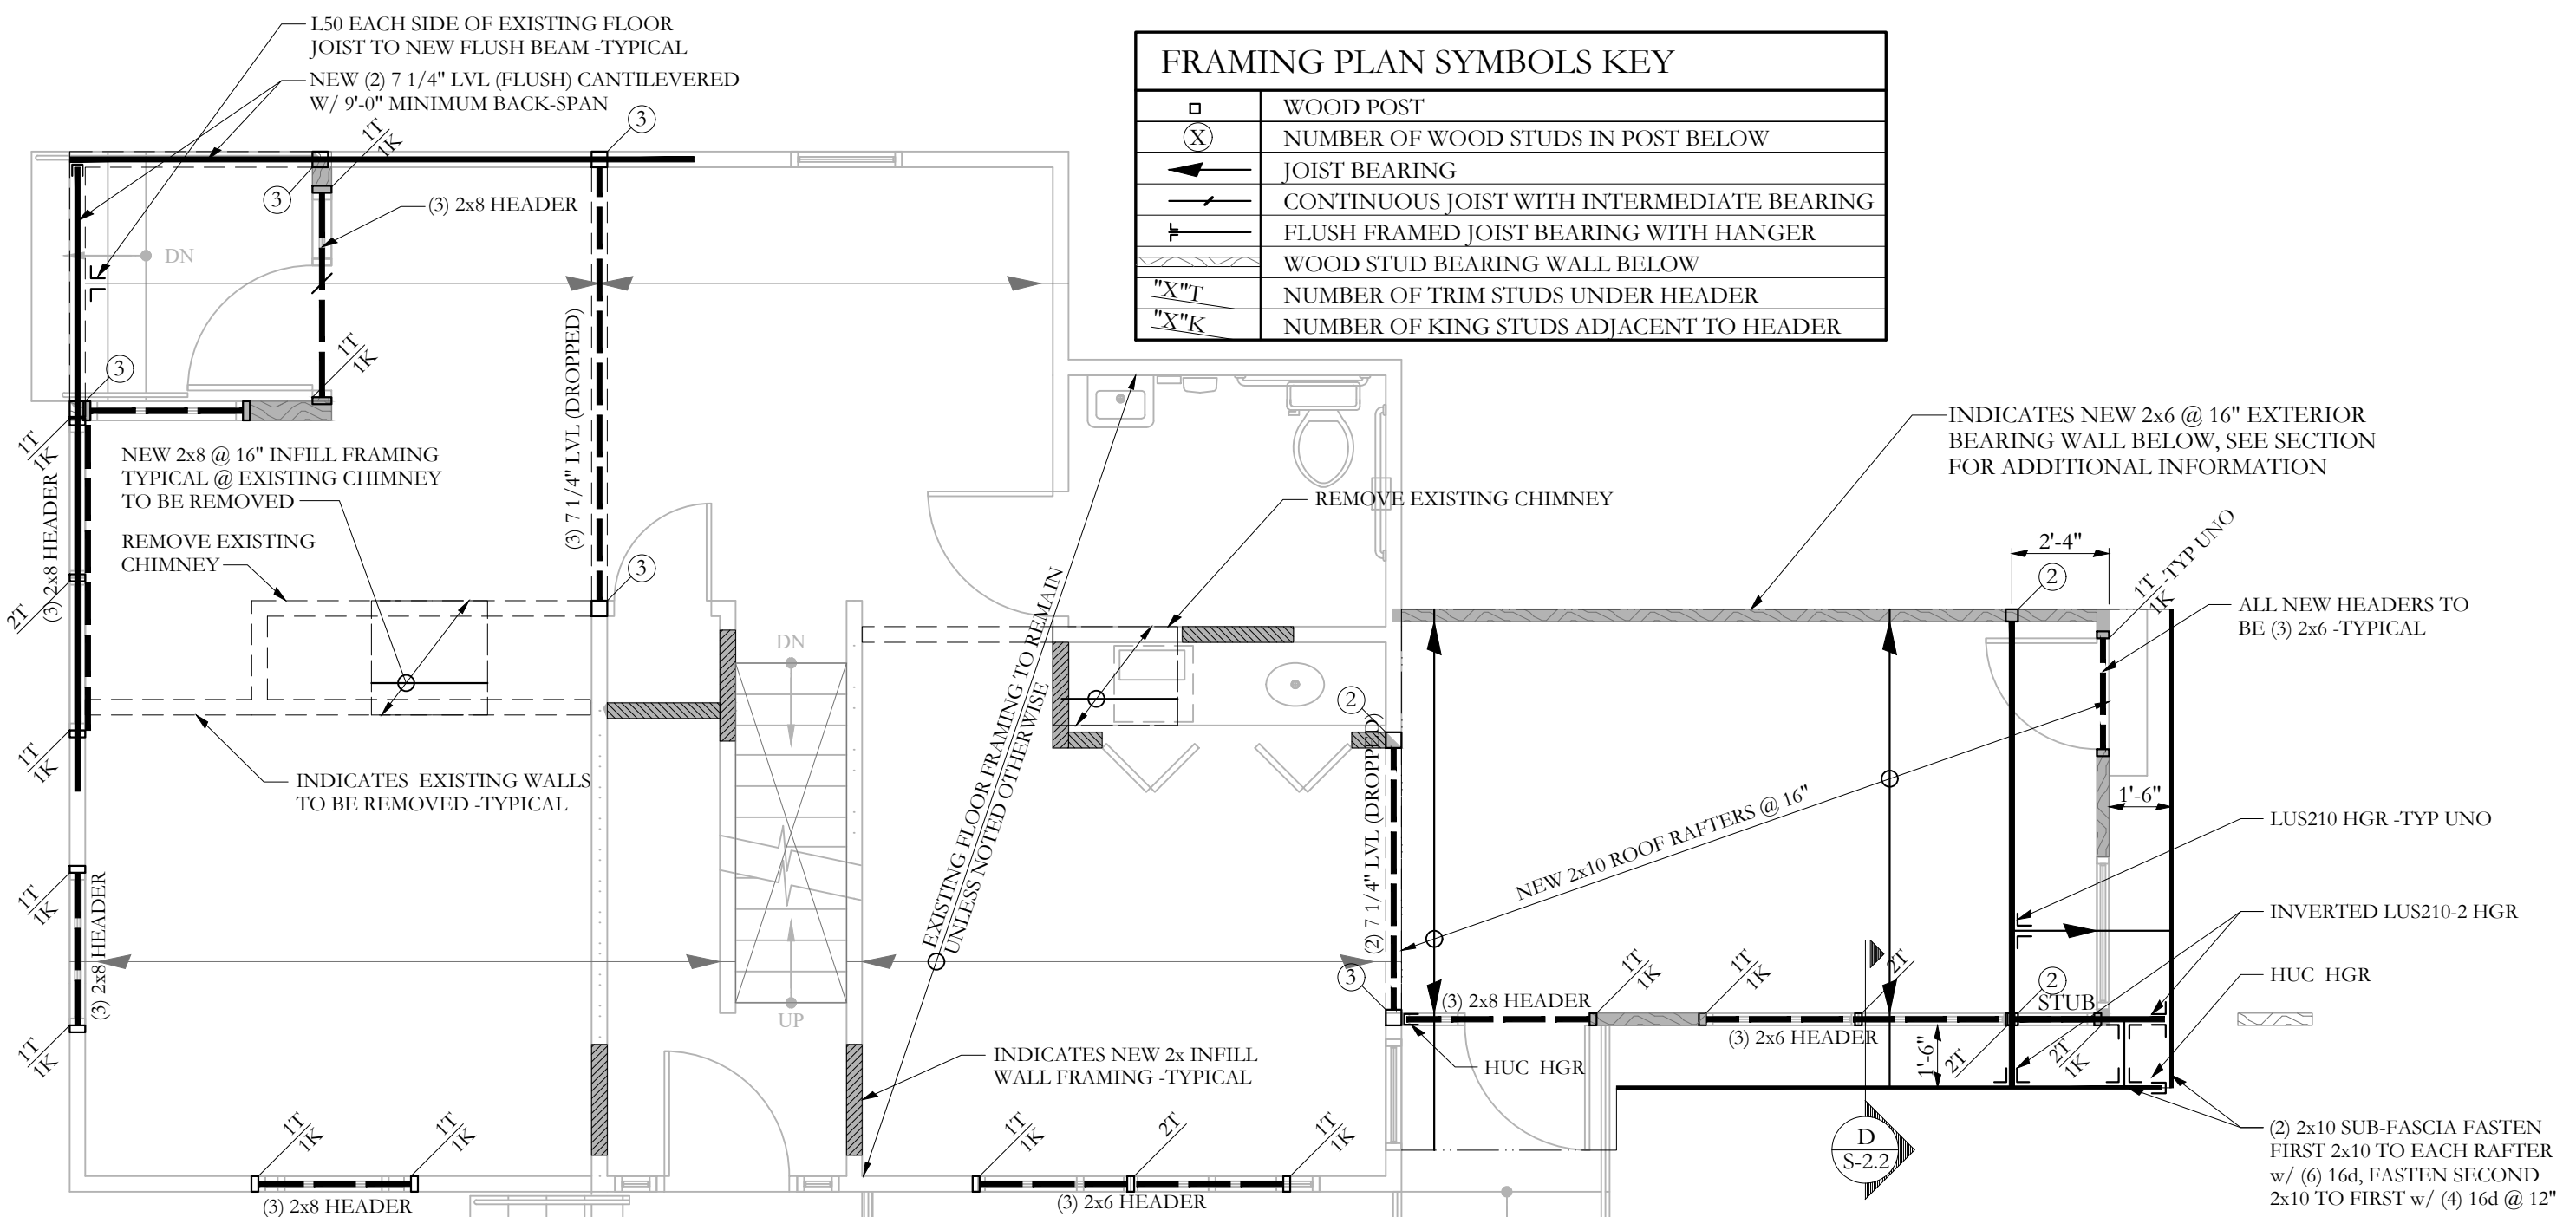 L50 EACH SIDE OF EXISTING FLOOR
JOIST TO NEW FLUSH BEAM -TYPICAL
NEW (2) 7 1/4" LVL (FLUSH) CANTILEVERED
W/ 9'-0" MINIMUM BACK-SPAN
FRAMING PLAN SYMBOLS KEY
WOOD POST
X
NUMBER OF WOOD STUDS IN POST BELOW
JOIST BEARING
CONTINUOUS JOIST WITH INTERMEDIATE BEARING
FLUSH FRAMED JOIST BEARING WITH HANGER
WOOD STUD BEARING WALL BELOW
"X"T
NUMBER OF TRIM STUDS UNDER HEADER
"X"K
NUMBER OF KING STUDS ADJACENT TO HEADER
1T
1K
3
3
(3) 2x8 HEADER
DN
1T
1K
3
(3) 7 1/4" LVL (DROPPED)
3
1T
1K
(3) 2x8 HEADER
2T
1T
1K
NEW 2x8 @ 16" INFILL FRAMING
TYPICAL @ EXISTING CHIMNEY
TO BE REMOVED
REMOVE EXISTING
CHIMNEY
INDICATES EXISTING WALLS
TO BE REMOVED -TYPICAL
1T
1K
(3) 2x8 HEADER
1T
1K
1T
1K
1T
1K
(3) 2x8 HEADER
DN
UP
REMOVE EXISTING CHIMNEY
EXISTING FLOOR FRAMING TO REMAIN
UNLESS NOTED OTHERWISE
INDICATES NEW 2x INFILL
WALL FRAMING -TYPICAL
1T
1K
2T
1T
1K
(3) 2x6 HEADER
2
(2) 7 1/4" LVL (DROPPED)
3
(3) 2x8 HEADER
HUC HGR
1T
1K
1T
1K
2T
(3) 2x6 HEADER
NEW 2x10 ROOF RAFTERS @ 16"
INDICATES NEW 2x6 @ 16" EXTERIOR
BEARING WALL BELOW, SEE SECTION
FOR ADDITIONAL INFORMATION
2'-4"
2
1T
1K
-TYP UNO
ALL NEW HEADERS TO
BE (3) 2x6 -TYPICAL
1'-6"
LUS210 HGR -TYP UNO
INVERTED LUS210-2 HGR
HUC HGR
2
STUB
1'-6"
2T
2T
1K
D
S-2.2
(2) 2x10 SUB-FASCIA FASTEN
FIRST 2x10 TO EACH RAFTER
w/ (6) 16d, FASTEN SECOND
2x10 TO FIRST w/ (4) 16d @ 12"